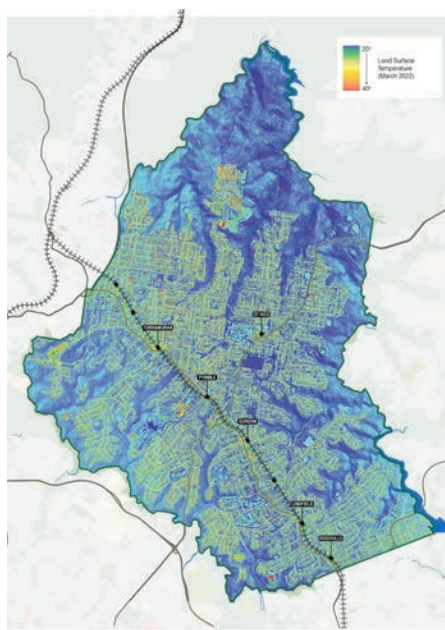 20°
Land Surface
Temperature
(March 2022)
40°
ST IVES
TURRAMURRA
PYMBLE
GORDON
LINDFIELD
ROSEVILLE